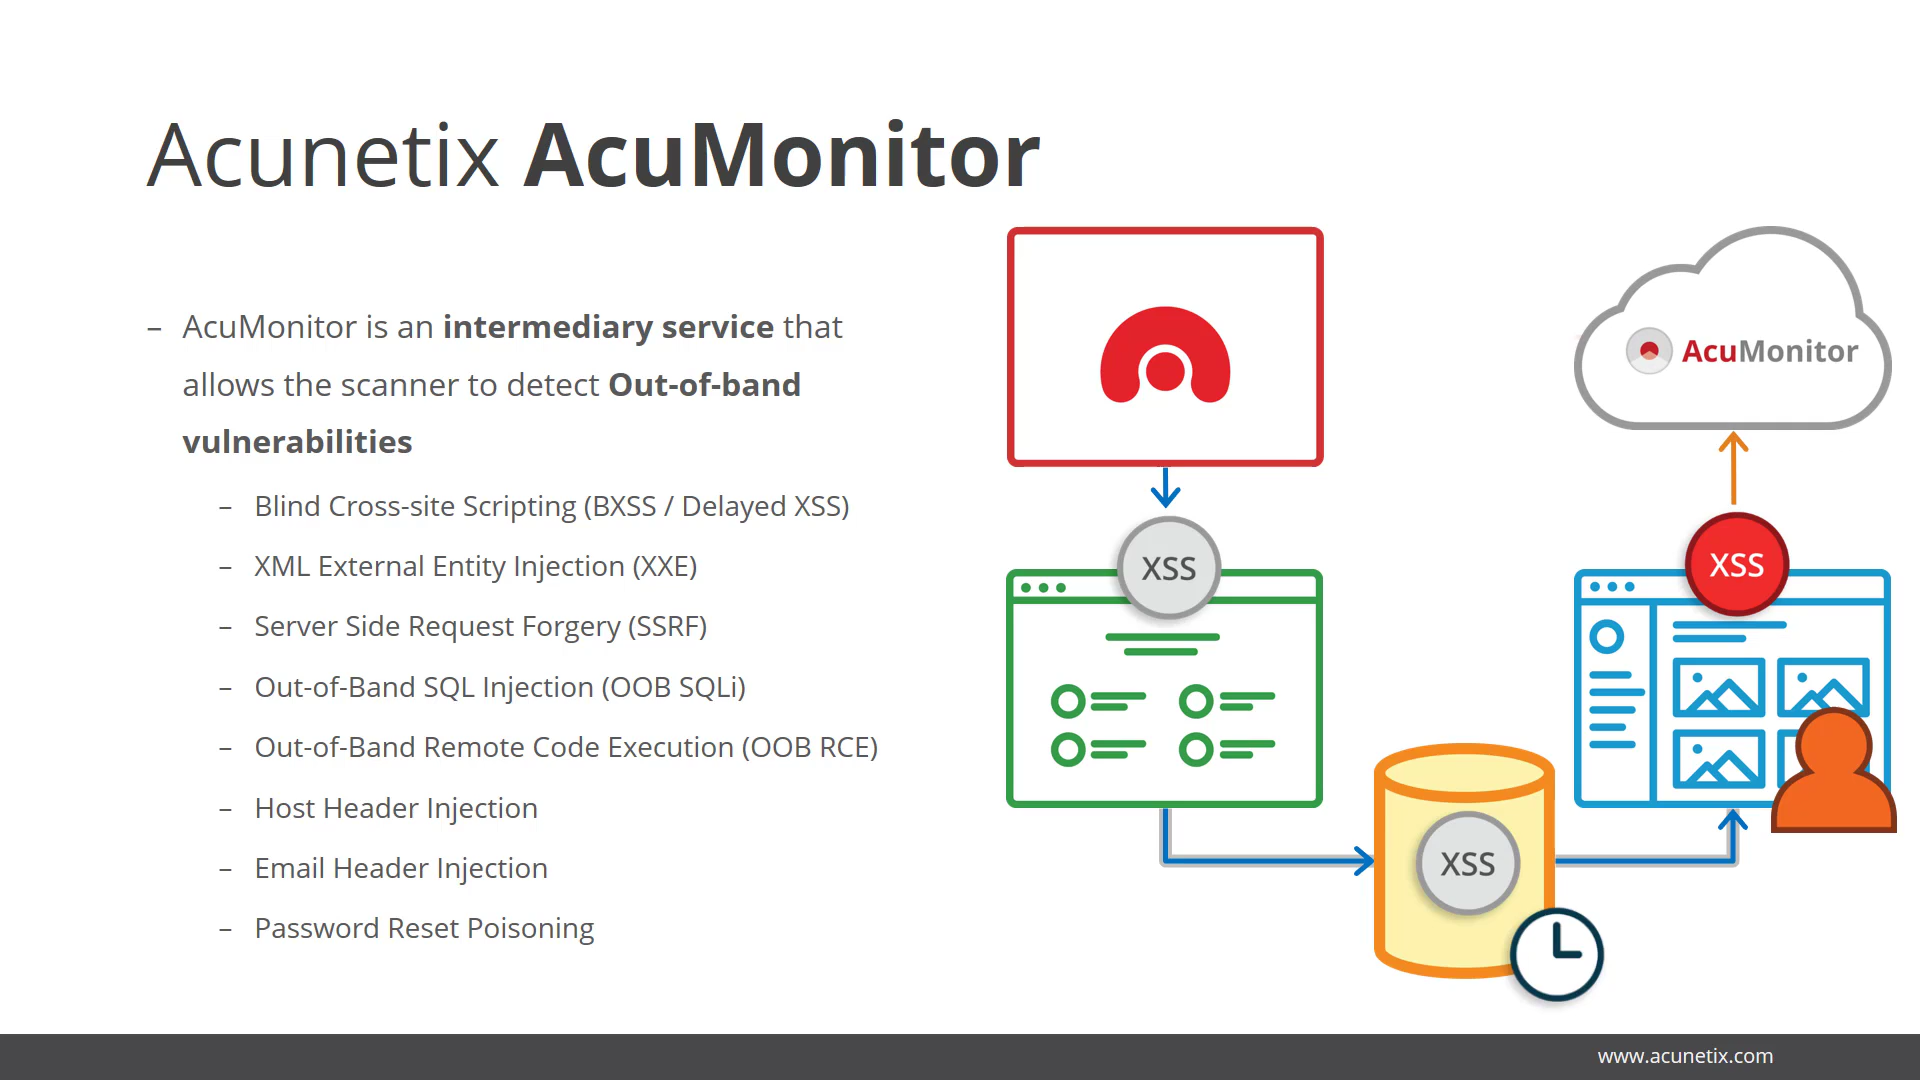 Acunetix AcuMonitor
– AcuMonitor is an intermediary service that
allows the scanner to detect Out-of-band
vulnerabilities
– Blind Cross-site Scripting (BXSS / Delayed XSS)
– XML External Entity Injection (XXE)
– Server Side Request Forgery (SSRF)
– Out-of-Band SQL Injection (OOB SQLi)
– Out-of-Band Remote Code Execution (OOB RCE)
– Host Header Injection
– Email Header Injection
– Password Reset Poisoning
AcuMonitor
XSS
XSS
XSS
www.acunetix.com